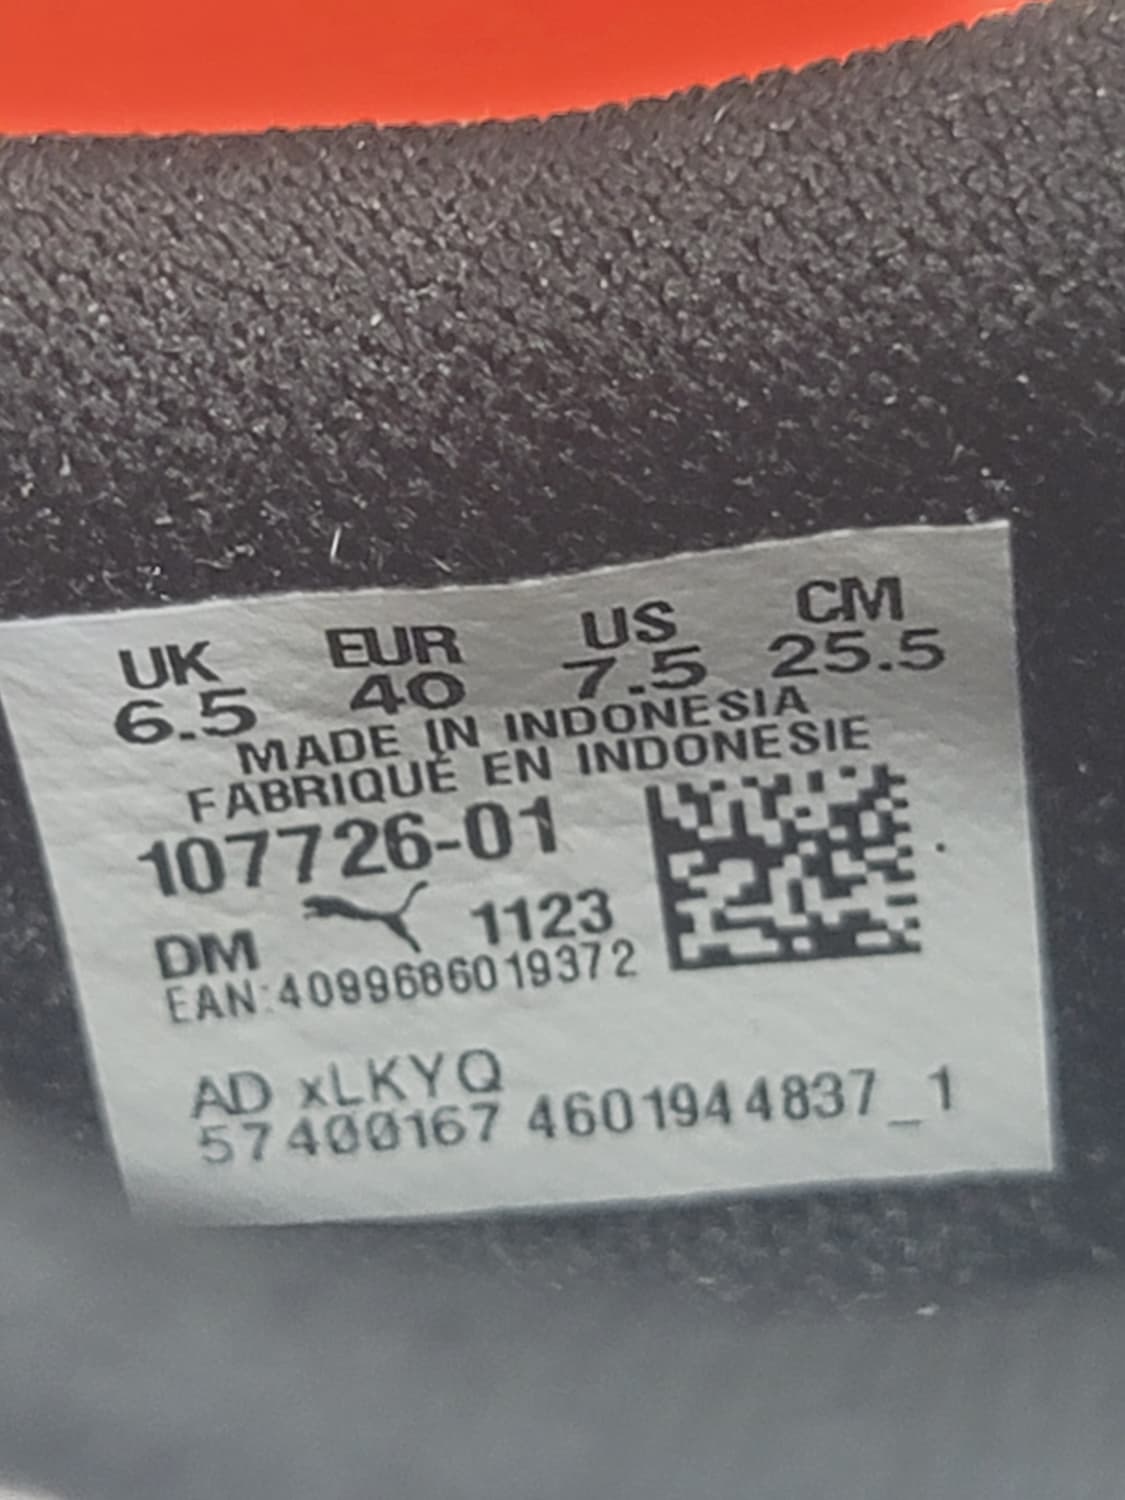 UK EUR US CM
6.5 40 7.5 25.5
MADE IN INDONESIA
FABRIQUÉ EN INDONESIE
107726-01
DM 1123
EAN:4099686019372
AD xLKYQ
57400167 4601944837_1